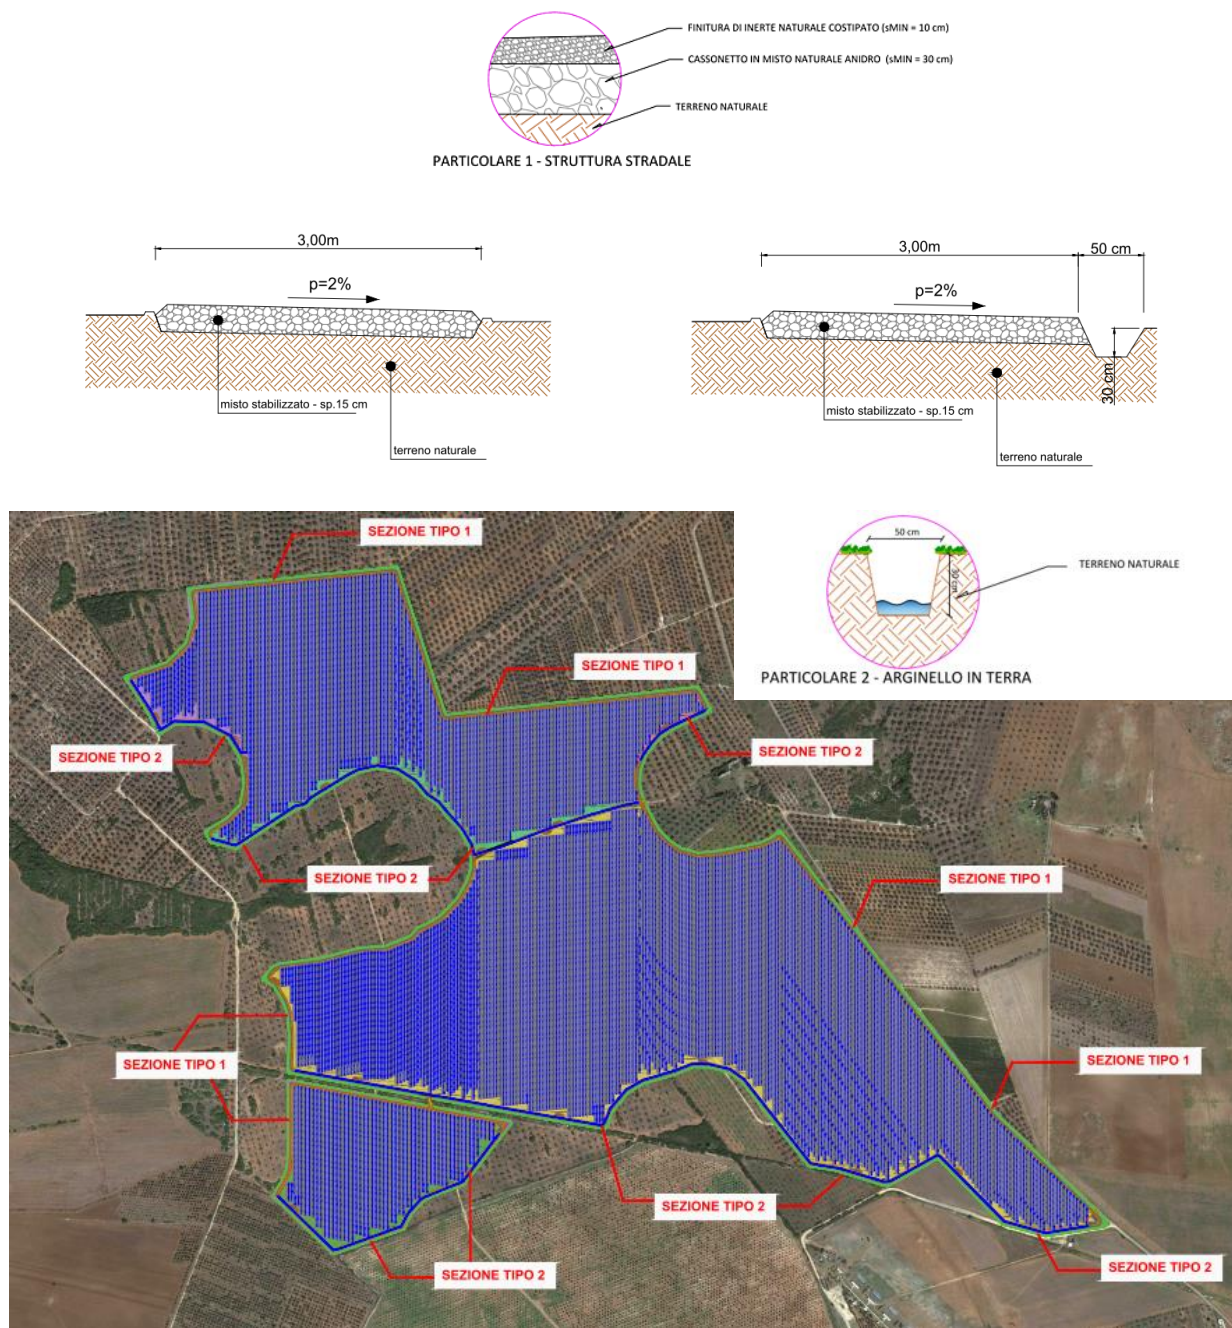 FINITURA DI INERTE NATURALE COSTIPATO (sMIN = 10 cm)
CASSONETTO IN MISTO NATURALE ANIDRO (sMIN = 30 cm)
TERRENO NATURALE
PARTICOLARE 1 - STRUTTURA STRADALE
3,00m
p=2%
misto stabilizzato - sp.15 cm
terreno naturale
3,00m
50 cm
p=2%
30 cm
misto stabilizzato - sp.15 cm
terreno naturale
50 cm
30 cm
TERRENO NATURALE
PARTICOLARE 2 - ARGINELLO IN TERRA
SEZIONE TIPO 1
SEZIONE TIPO 1
SEZIONE TIPO 2
SEZIONE TIPO 2
SEZIONE TIPO 2
SEZIONE TIPO 1
SEZIONE TIPO 1
SEZIONE TIPO 1
SEZIONE TIPO 2
SEZIONE TIPO 2
SEZIONE TIPO 2